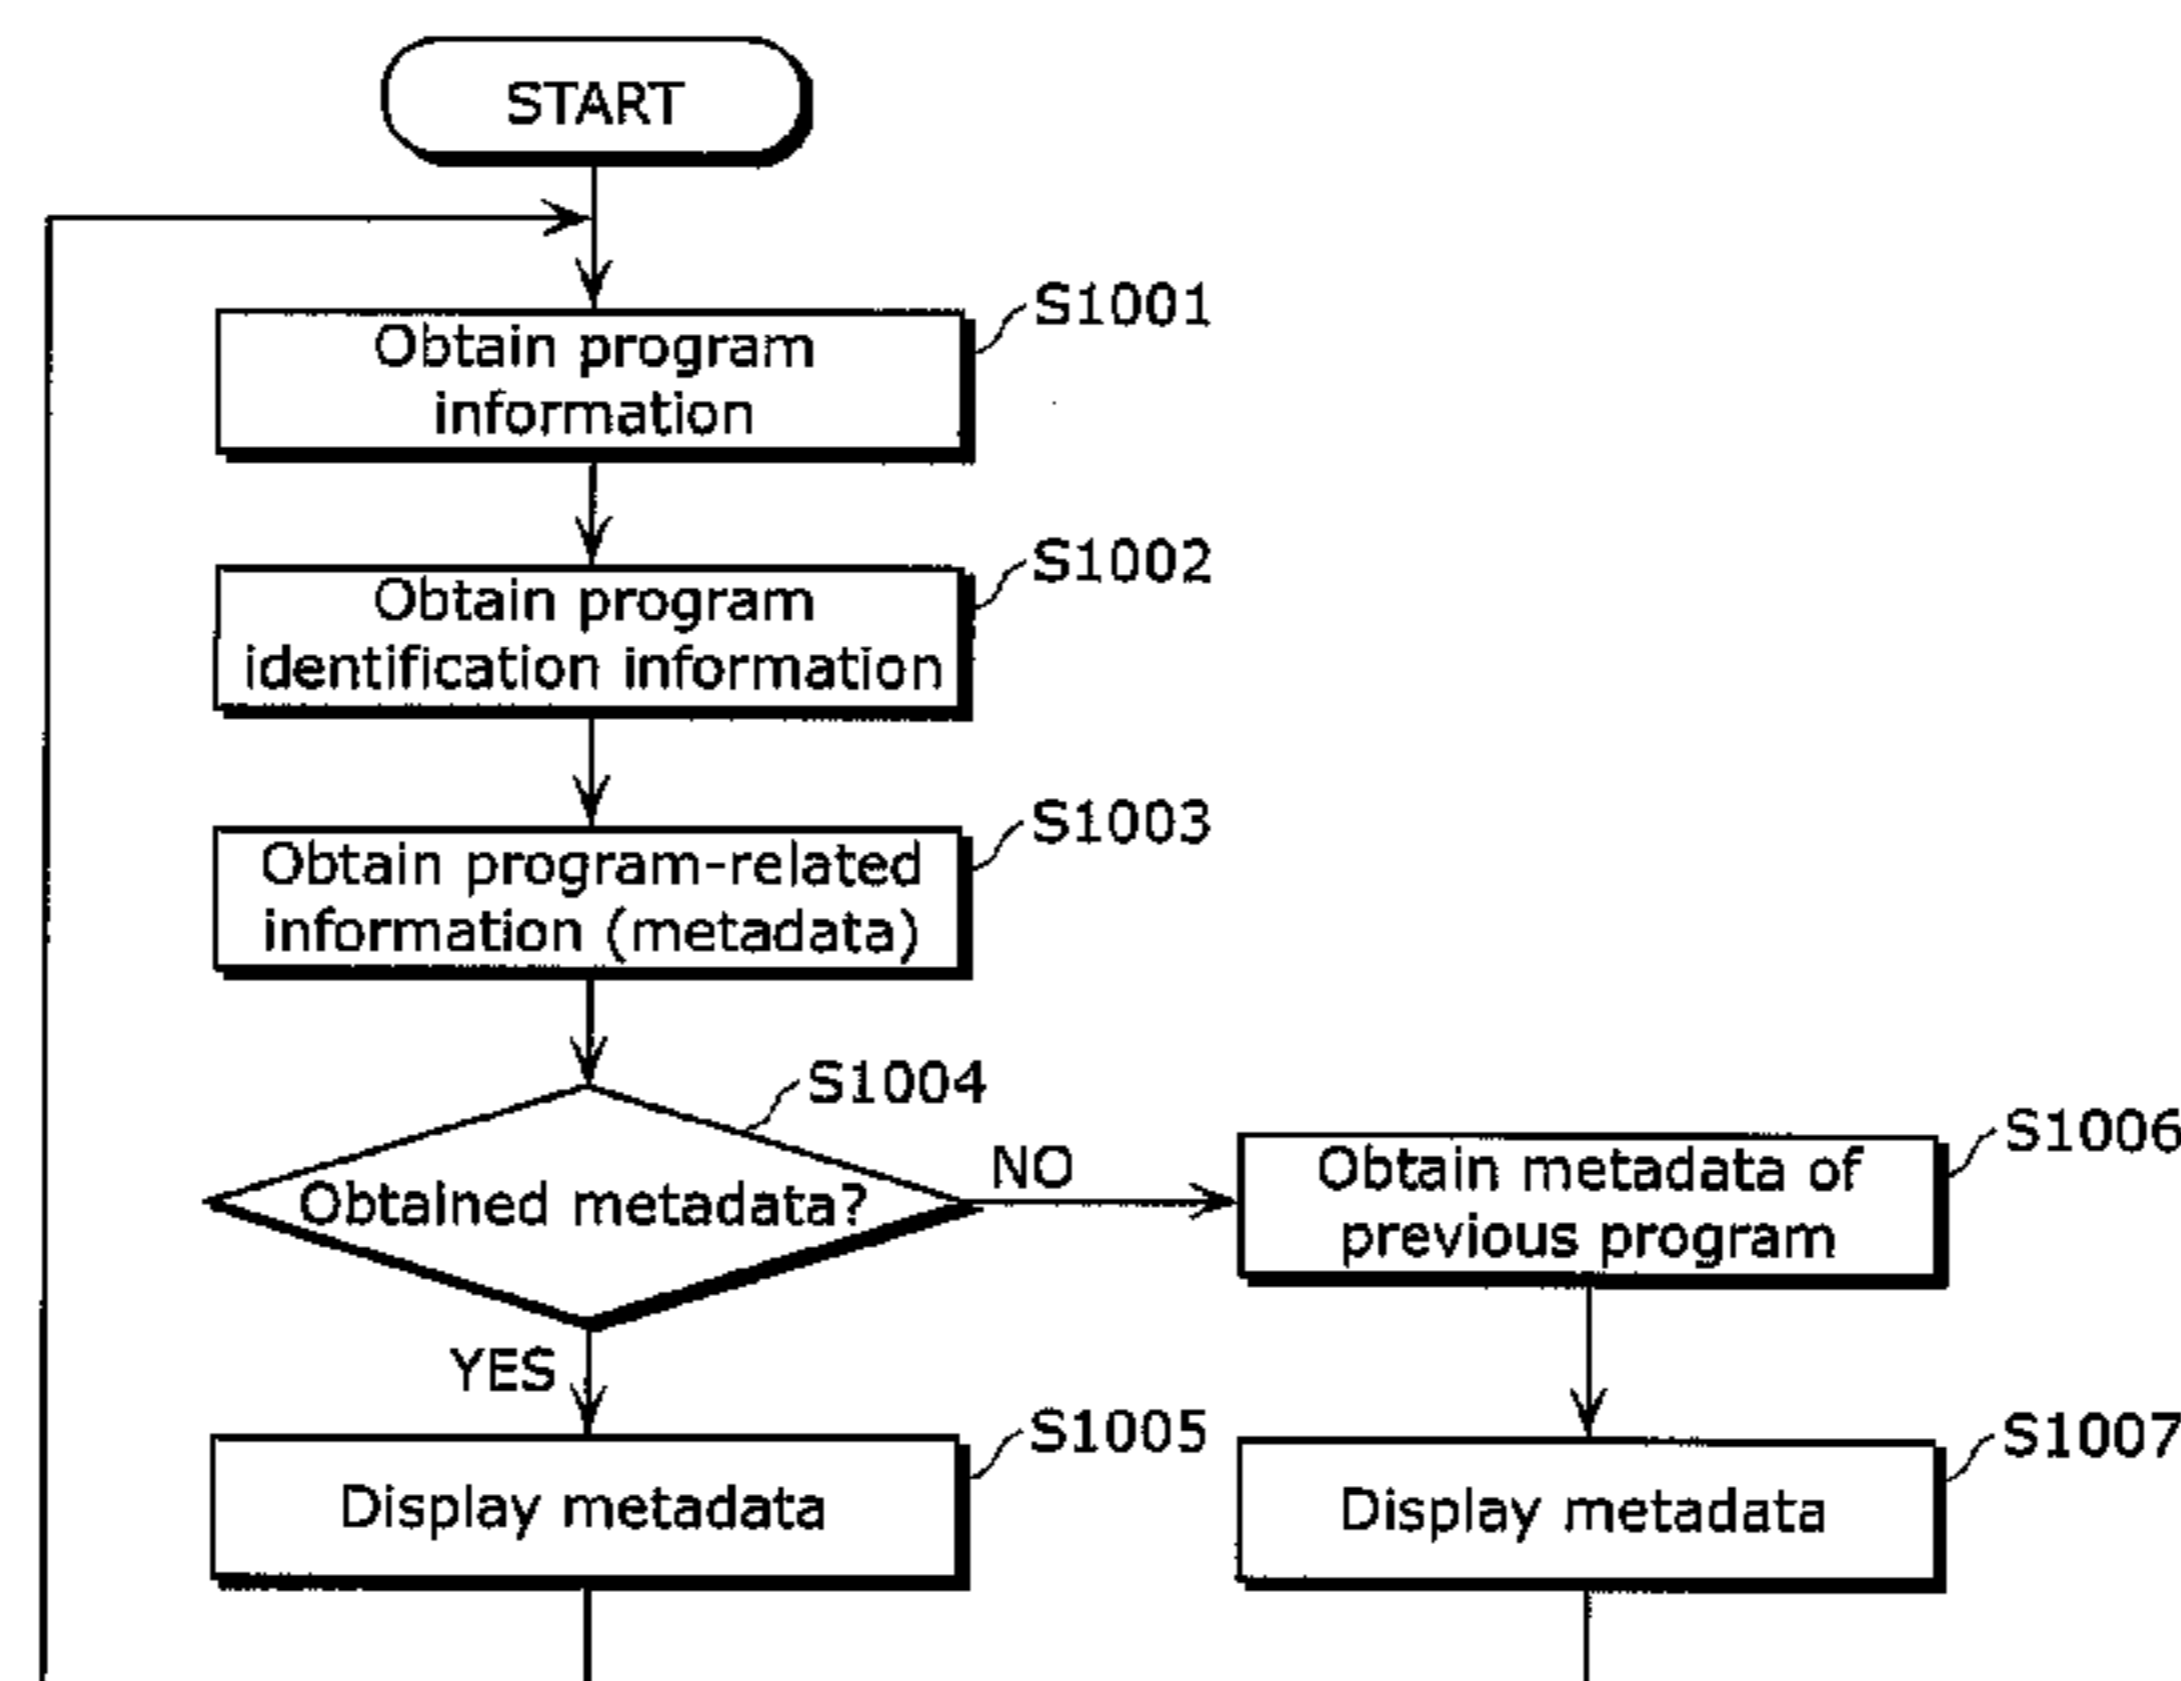 START
S1001
Obtain program
information
S1002
Obtain program
identification information
S1003
Obtain program-related
information (metadata)
S1004
Obtained metadata?
NO
S1006
Obtain metadata of
previous program
YES
S1005
Display metadata
S1007
Display metadata